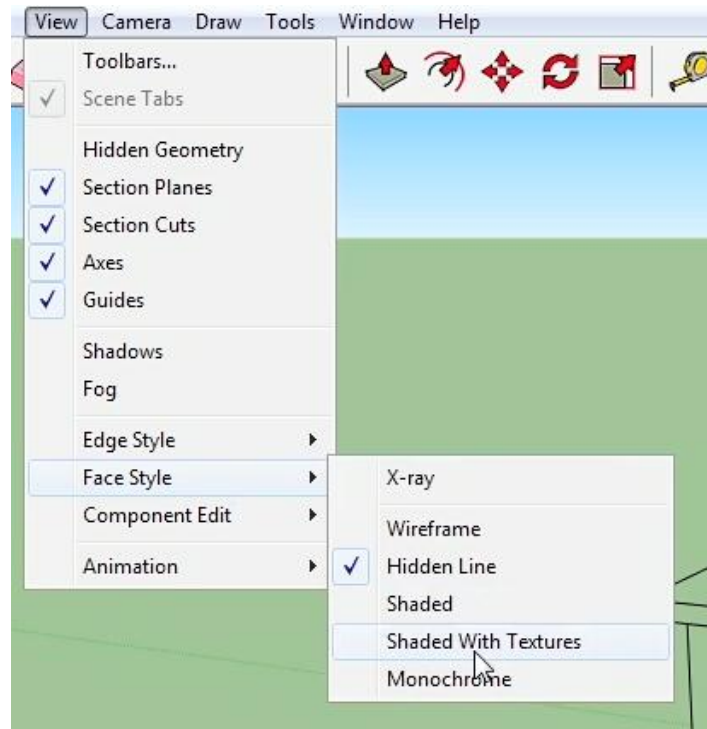 View Camera Draw Tools Window Help
Toolbars...
Scene Tabs
Hidden Geometry
Section Planes
Section Cuts
Axes
Guides
Shadows
Fog
Edge Style
Face Style
Component Edit
Animation
X-ray
Wireframe
Hidden Line
Shaded
Shaded With Textures
Monochrome